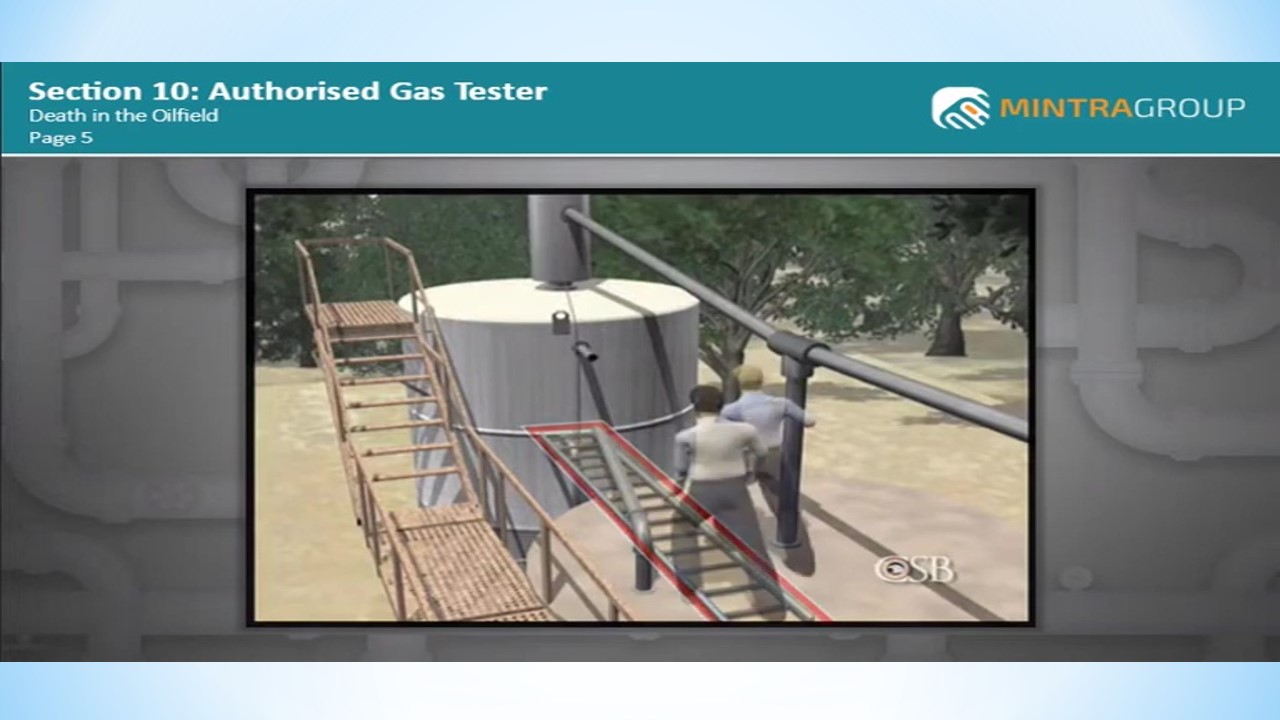 Section 10: Authorised Gas Tester
Death in the Oilfield
Page 5
MINTRAGROUP
CSB